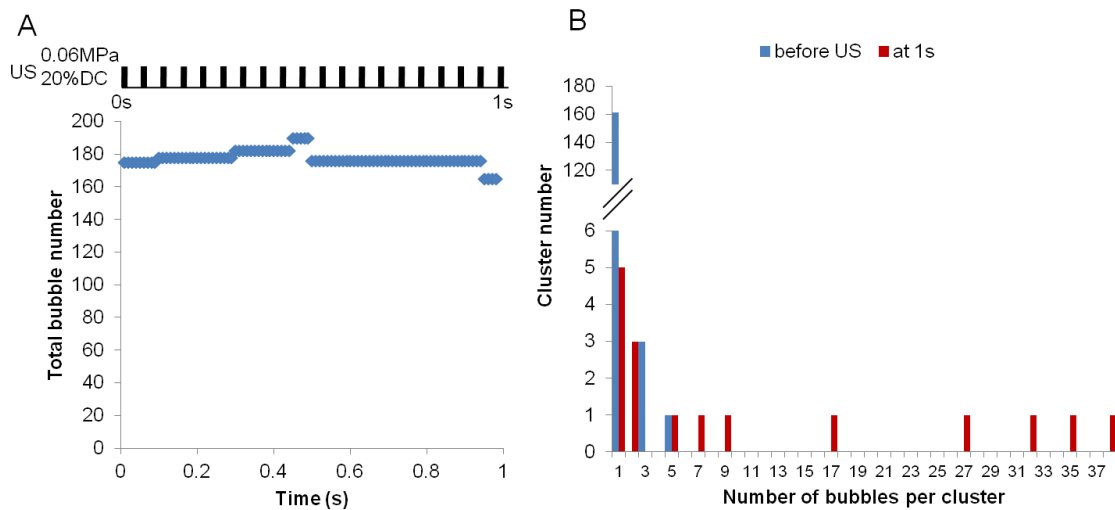 A
0.06MPa
US 20%DC
0s 1s
200
180
160
140
120
100
80
60
40
20
0
0 0.2 0.4 0.6 0.8 1
Total bubble number
Time (s)
B
before US at 1s
180
160
140
120
6
5
4
3
2
1
0
1 3 5 7 9 11 13 15 17 19 21 23 25 27 29 31 33 35 37
Cluster number
Number of bubbles per cluster